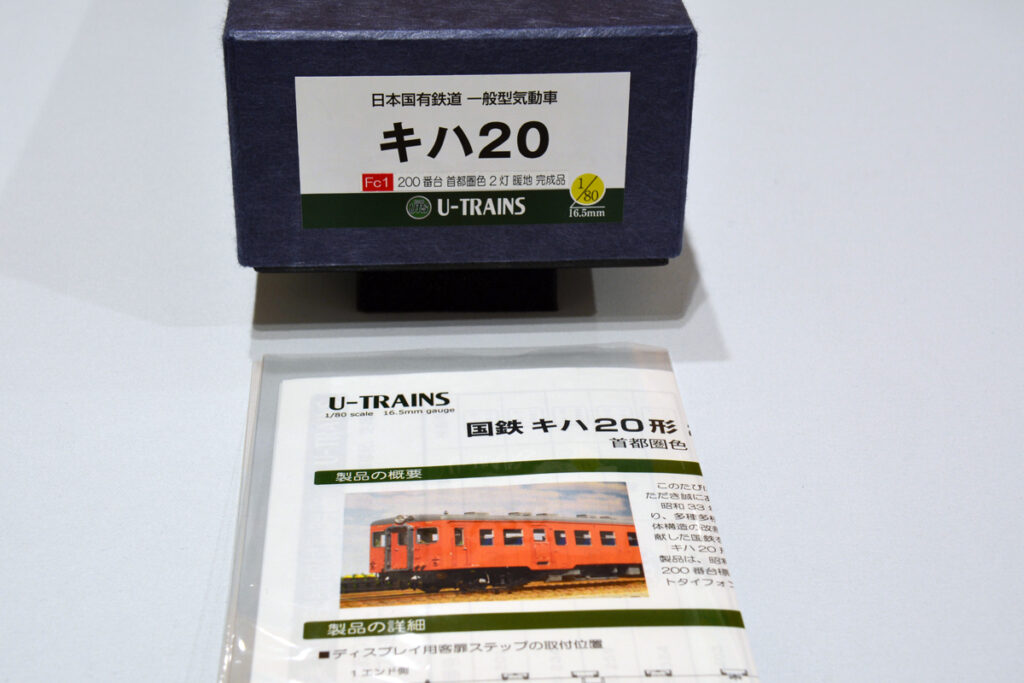 日本国有鉄道 一般型気動車
キハ20
Fc1 200番台 首都圏色 2灯 暖地 完成品
1/80
U-TRAINS
16.5mm
U-TRAINS
1/80 scale 16.5mm gauge
国鉄 キハ20形
首都圏色
製品の概要
このたび
ただき誠に
昭和33
り、多種多
体構造の改
献した国鉄
キハ20
製品は、昭
200番台
トタイフォ
製品の詳細
■ディスプレイ用客扉ステップの取付位置
1エンド側